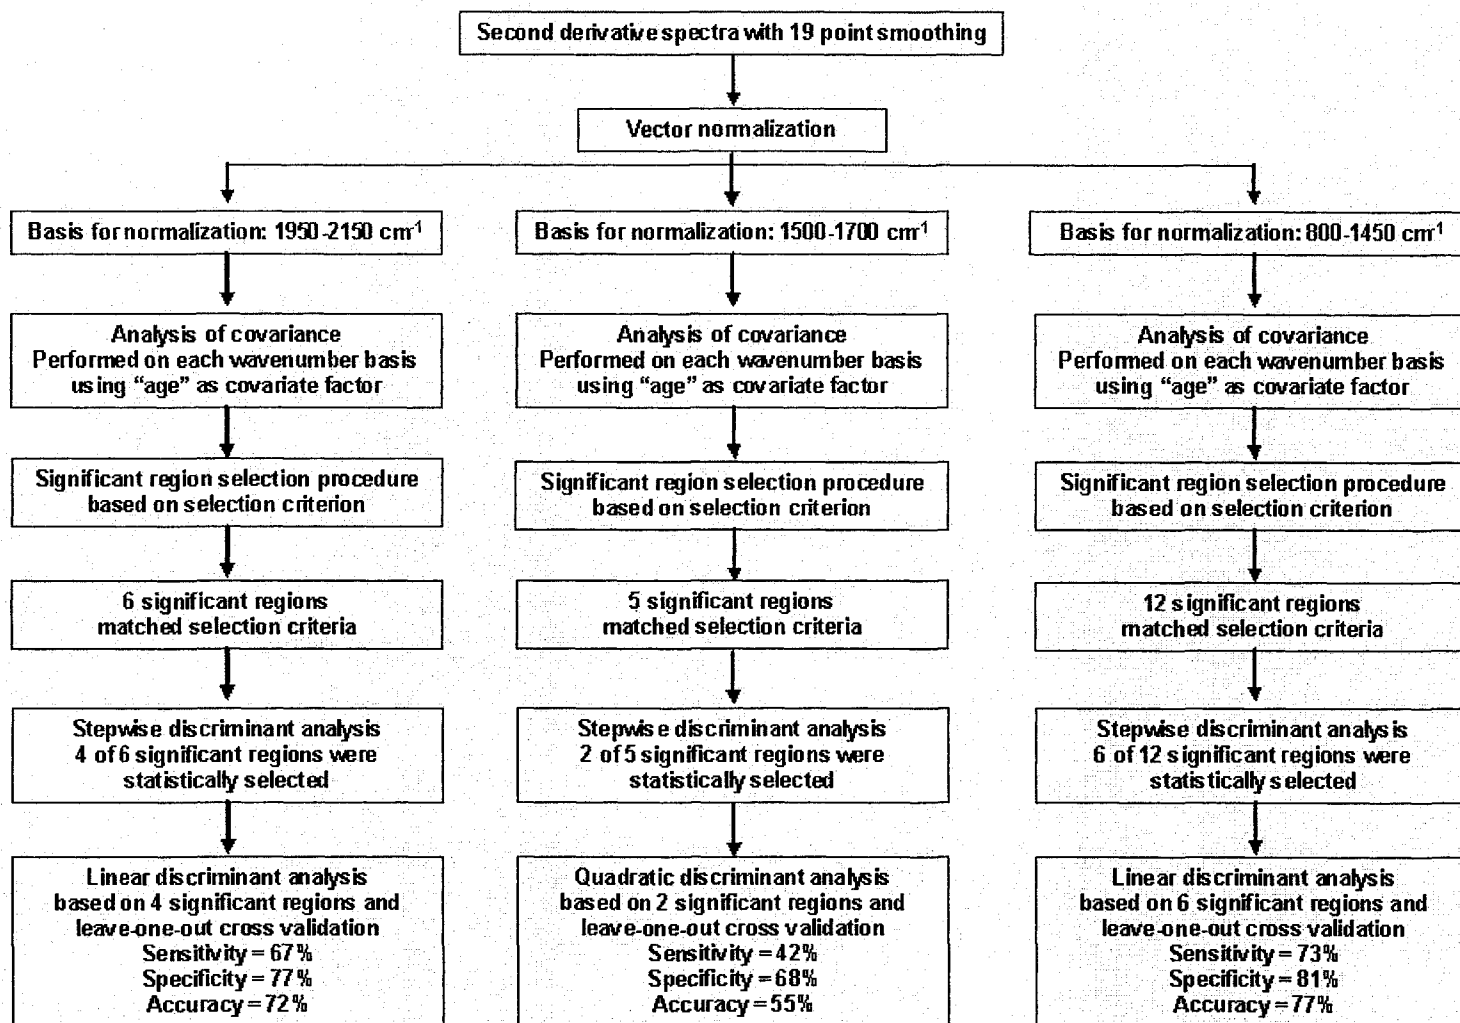 Second derivative spectra with 19 point smoothing
Vector normalization
Basis for normalization: 1950-2150 cm-1
Basis for normalization: 1500-1700 cm-1
Basis for normalization: 800-1450 cm-1
Analysis of covariance
Performed on each wavenumber basis
using “age” as covariate factor
Analysis of covariance
Performed on each wavenumber basis
using “age” as covariate factor
Analysis of covariance
Performed on each wavenumber basis
using “age” as covariate factor
Significant region selection procedure
based on selection criterion
Significant region selection procedure
based on selection criterion
Significant region selection procedure
based on selection criterion
6 significant regions
matched selection criteria
5 significant regions
matched selection criteria
12 significant regions
matched selection criteria
Stepwise discriminant analysis
4 of 6 significant regions were
statistically selected
Stepwise discriminant analysis
2 of 5 significant regions were
statistically selected
Stepwise discriminant analysis
6 of 12 significant regions were
statistically selected
Linear discriminant analysis
based on 4 significant regions and
leave-one-out cross validation
Sensitivity = 67%
Specificity = 77%
Accuracy = 72%
Quadratic discriminant analysis
based on 2 significant regions and
leave-one-out cross validation
Sensitivity = 42%
Specificity = 68%
Accuracy = 55%
Linear discriminant analysis
based on 6 significant regions and
leave-one-out cross validation
Sensitivity = 73%
Specificity = 81%
Accuracy = 77%